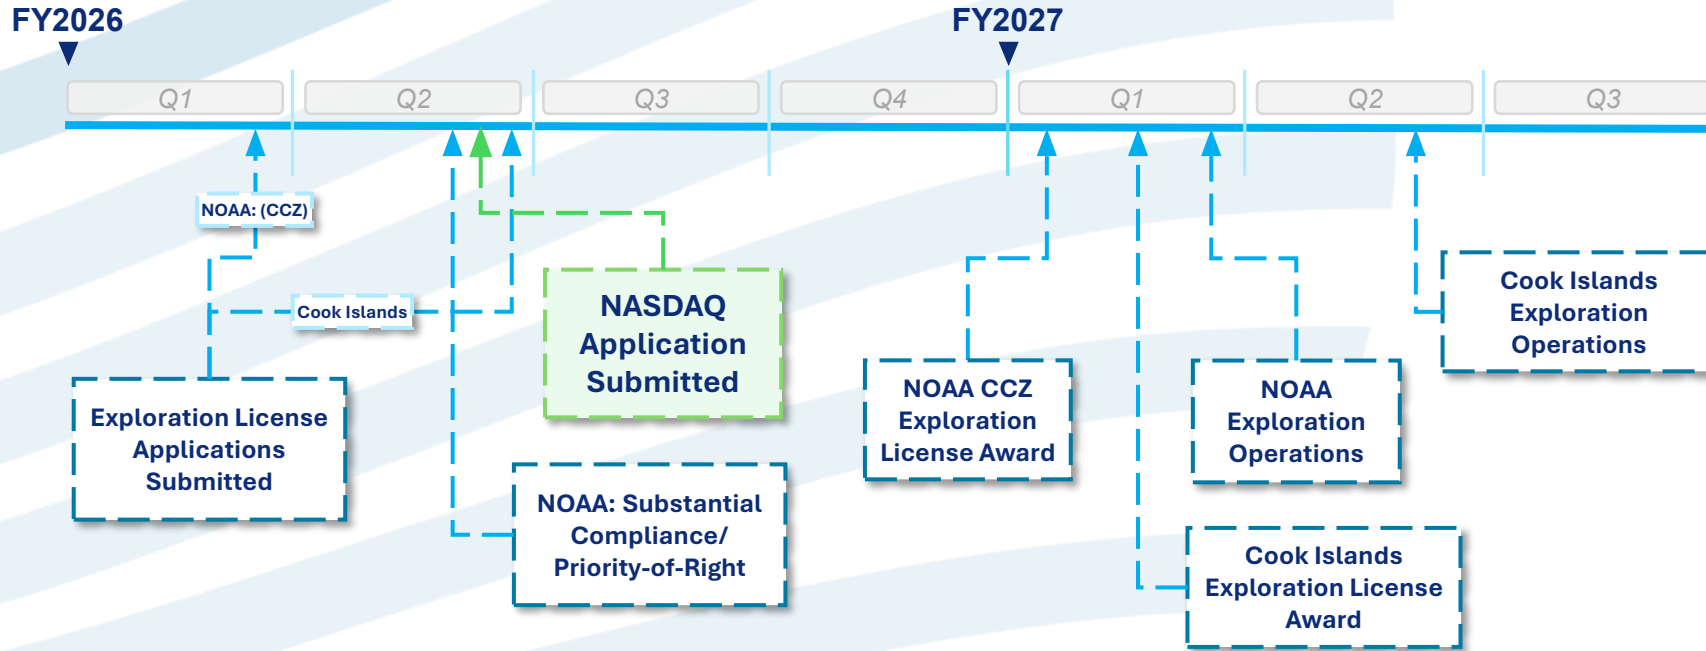 FY2026
FY2027
Q1
Q2
Q3
Q4
Q1
Q2
Q3
NOAA: (CCZ)
Cook Islands
Exploration License
Applications
Submitted
NASDAQ
Application
Submitted
NOAA: Substantial
Compliance/
Priority-of-Right
NOAA CCZ
Exploration
License Award
NOAA
Exploration
Operations
Cook Islands
Exploration License
Award
Cook Islands
Exploration
Operations